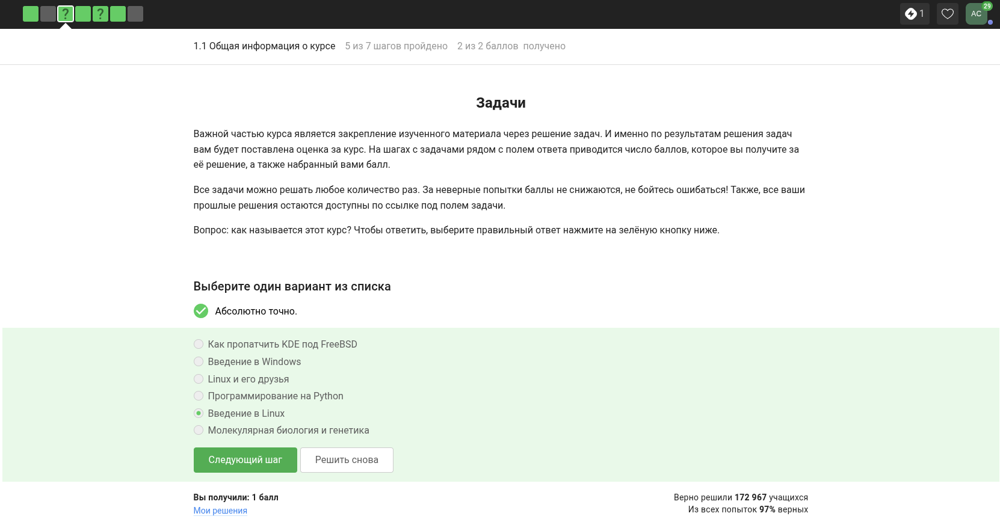 ? ? 1 AC 29
1.1 Общая информация о курсе 5 из 7 шагов пройдено 2 из 2 баллов получено
Задачи
Важной частью курса является закрепление изученного материала через решение задач. И именно по результатам решения задач
вам будет поставлена оценка за курс. На шагах с задачами рядом с полем ответа приводится число баллов, которое вы получите за
её решение, а также набранный вами балл.
Все задачи можно решать любое количество раз. За неверные попытки баллы не снижаются, не бойтесь ошибаться! Также, все ваши
прошлые решения остаются доступны по ссылке под полем задачи.
Вопрос: как называется этот курс? Чтобы ответить, выберите правильный ответ нажмите на зелёную кнопку ниже.
Выберите один вариант из списка
Абсолютно точно.
Как пропатчить KDE под FreeBSD
Введение в Windows
Linux и его друзья
Программирование на Python
Введение в Linux
Молекулярная биология и генетика
Следующий шаг Решить снова
Вы получили: 1 балл Верно решили 172 967 учащихся
Мои решения Из всех попыток 97% верных